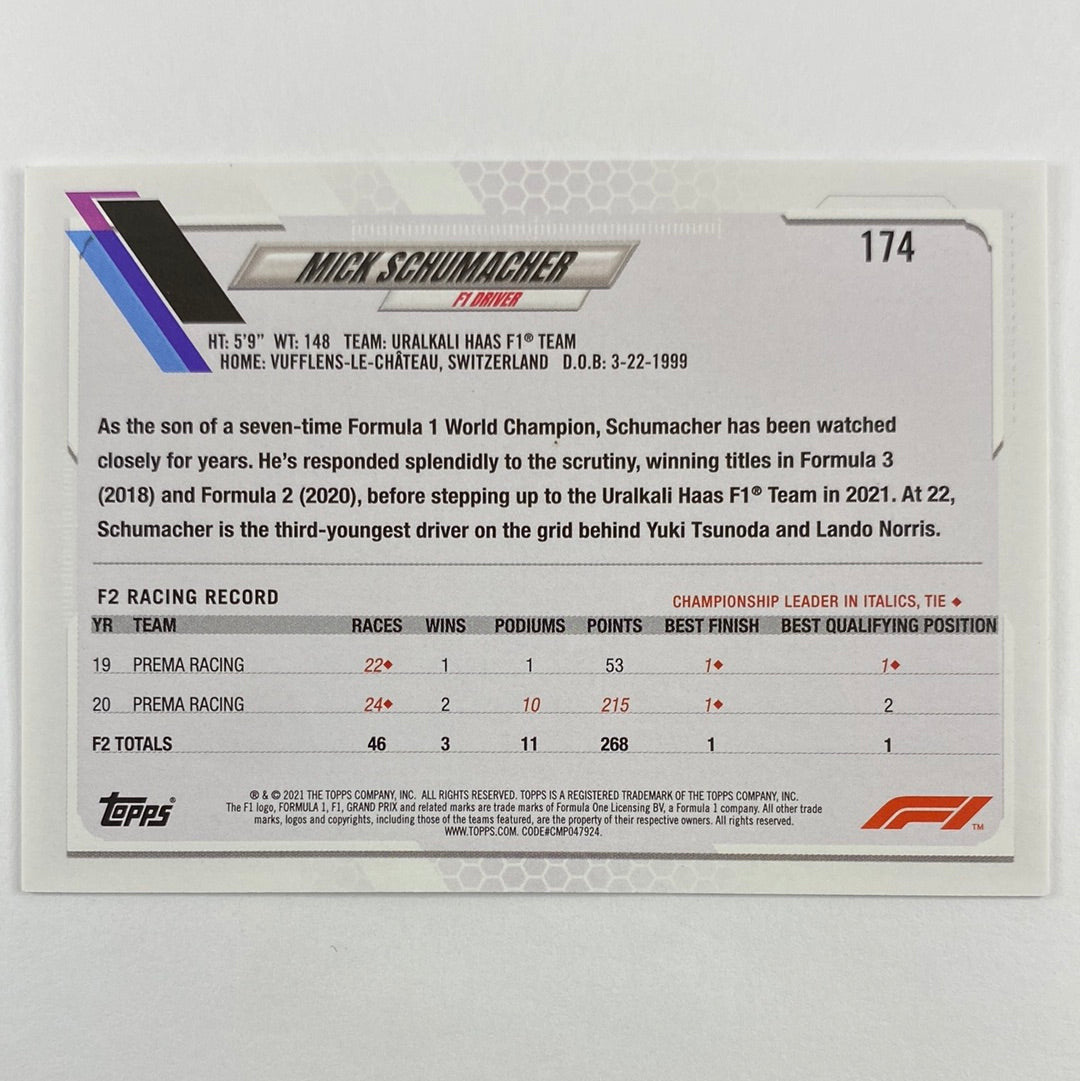 174
MICK SCHUMACHER
F1 DRIVER
HT: 5'9" WT: 148 TEAM: URALKALI HAAS F1® TEAM
HOME: VUFFLENS-LE-CHÂTEAU, SWITZERLAND D.O.B: 3-22-1999
As the son of a seven-time Formula 1 World Champion, Schumacher has been watched
closely for years. He's responded splendidly to the scrutiny, winning titles in Formula 3
(2018) and Formula 2 (2020), before stepping up to the Uralkali Haas F1® Team in 2021. At 22,
Schumacher is the third-youngest driver on the grid behind Yuki Tsunoda and Lando Norris.
F2 RACING RECORD
CHAMPIONSHIP LEADER IN ITALICS, TIE ♦
YR TEAM RACES WINS PODIUMS POINTS BEST FINISH BEST QUALIFYING POSITION
19 PREMA RACING 22♦ 1 1 53 1♦ 1♦
20 PREMA RACING 24♦ 2 10 215 1♦ 2
F2 TOTALS 46 3 11 268 1 1
TOPPS®
® & © 2021 THE TOPPS COMPANY, INC. ALL RIGHTS RESERVED. TOPPS IS A REGISTERED TRADEMARK OF THE TOPPS COMPANY, INC.
The F1 logo, FORMULA 1, F1, GRAND PRIX and related marks are trade marks of Formula One Licensing BV, a Formula 1 company. All other trade
marks, logos and copyrights, including those of the teams featured, are the property of their respective owners. All rights reserved.
WWW.TOPPS.COM. CODE#CMP047924.
F1 TM